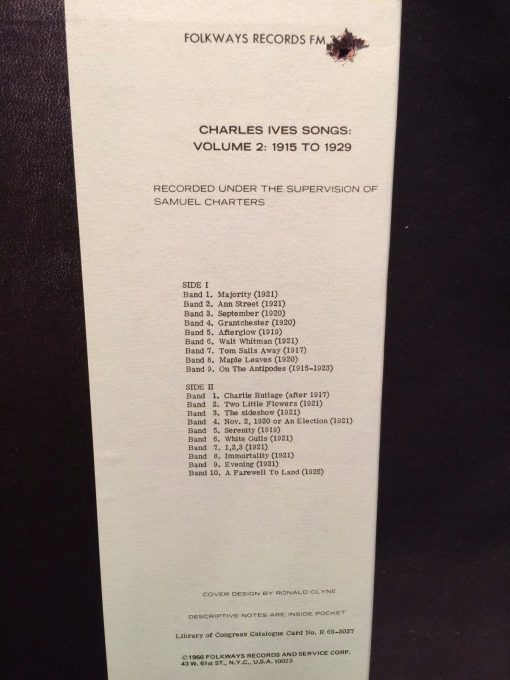 FOLKWAYS RECORDS FM
CHARLES IVES SONGS:
VOLUME 2: 1915 TO 1929
RECORDED UNDER THE SUPERVISION OF
SAMUEL CHARTERS
SIDE I
Band 1. Majority (1921)
Band 2. Ann Street (1921)
Band 3. September (1920)
Band 4. Grantchester (1920)
Band 5. Afterglow (1919)
Band 6. Walt Whitman (1921)
Band 7. Tom Sails Away (1917)
Band 8. Maple Leaves (1920)
Band 9. On The Antipodes (1915-1923)
SIDE II
Band 1. Charlie Rutlage (after 1917)
Band 2. Two Little Flowers (1921)
Band 3. The sideshow (1921)
Band 4. Nov. 2, 1920 or An Election (1921)
Band 5. Serenity (1919)
Band 6. White Gulls (1921)
Band 7. 1,2,3 (1921)
Band 8. Immortality (1921)
Band 9. Evening (1921)
Band 10. A Farewell To Land (1925)
COVER DESIGN BY RONALD CLYNE
DESCRIPTIVE NOTES ARE INSIDE POCKET
Library of Congress Catalogue Card No. R 65-3027
©1966 FOLKWAYS RECORDS AND SERVICE CORP.
43 W. 61st ST., N.Y.C., U.S.A. 10023